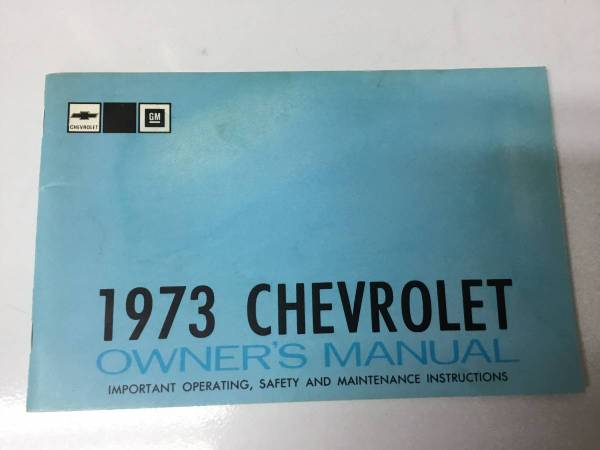 CHEVROLET
GM
1973 CHEVROLET
OWNER'S MANUAL
IMPORTANT OPERATING, SAFETY AND MAINTENANCE INSTRUCTIONS